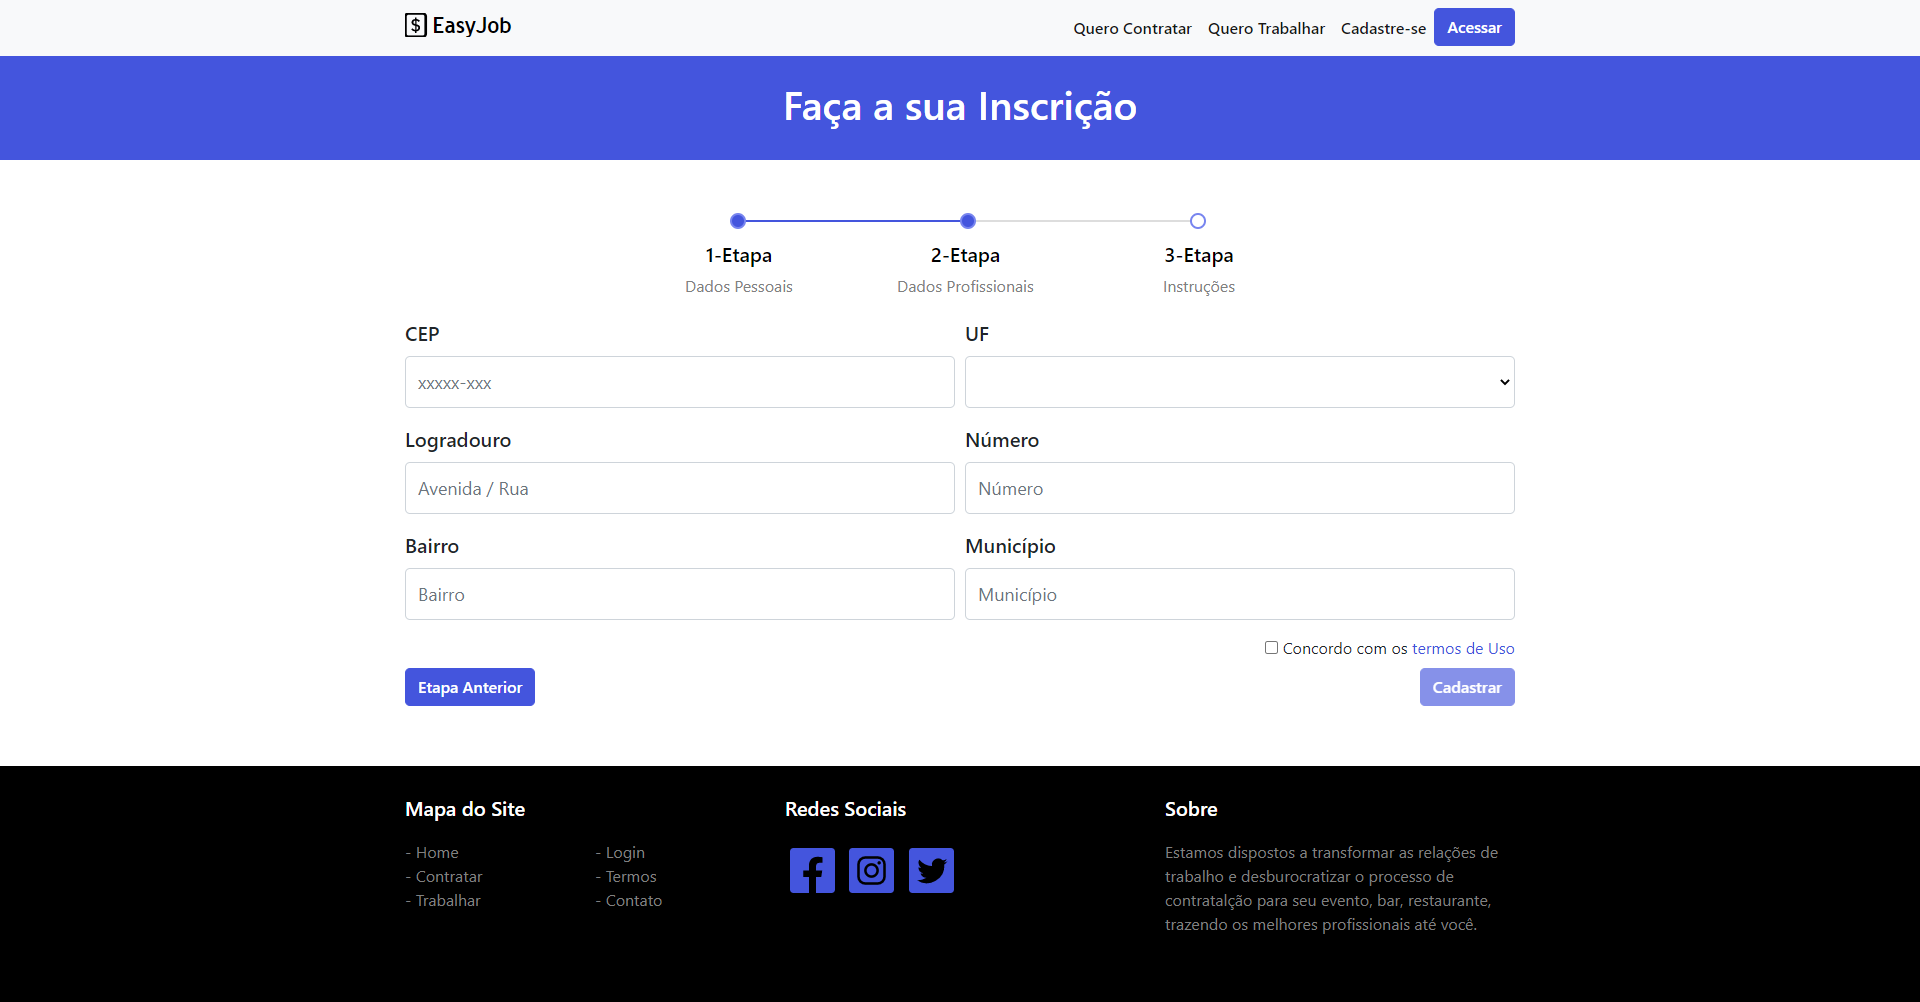 $ EasyJob
Quero Contratar Quero Trabalhar Cadastre-se Acessar
Faça a sua Inscrição
1-Etapa 2-Etapa 3-Etapa
Dados Pessoais Dados Profissionais Instruções
CEP UF
xxxxx-xxx
Logradouro Número
Avenida / Rua Número
Bairro Município
Bairro Município
Concordo com os termos de Uso
Etapa Anterior Cadastrar
Mapa do Site
- Home
- Contratar
- Trabalhar
- Login
- Termos
- Contato
Redes Sociais
Sobre
Estamos dispostos a transformar as relações de
trabalho e desburocratizar o processo de
contratalção para seu evento, bar, restaurante,
trazendo os melhores profissionais até você.